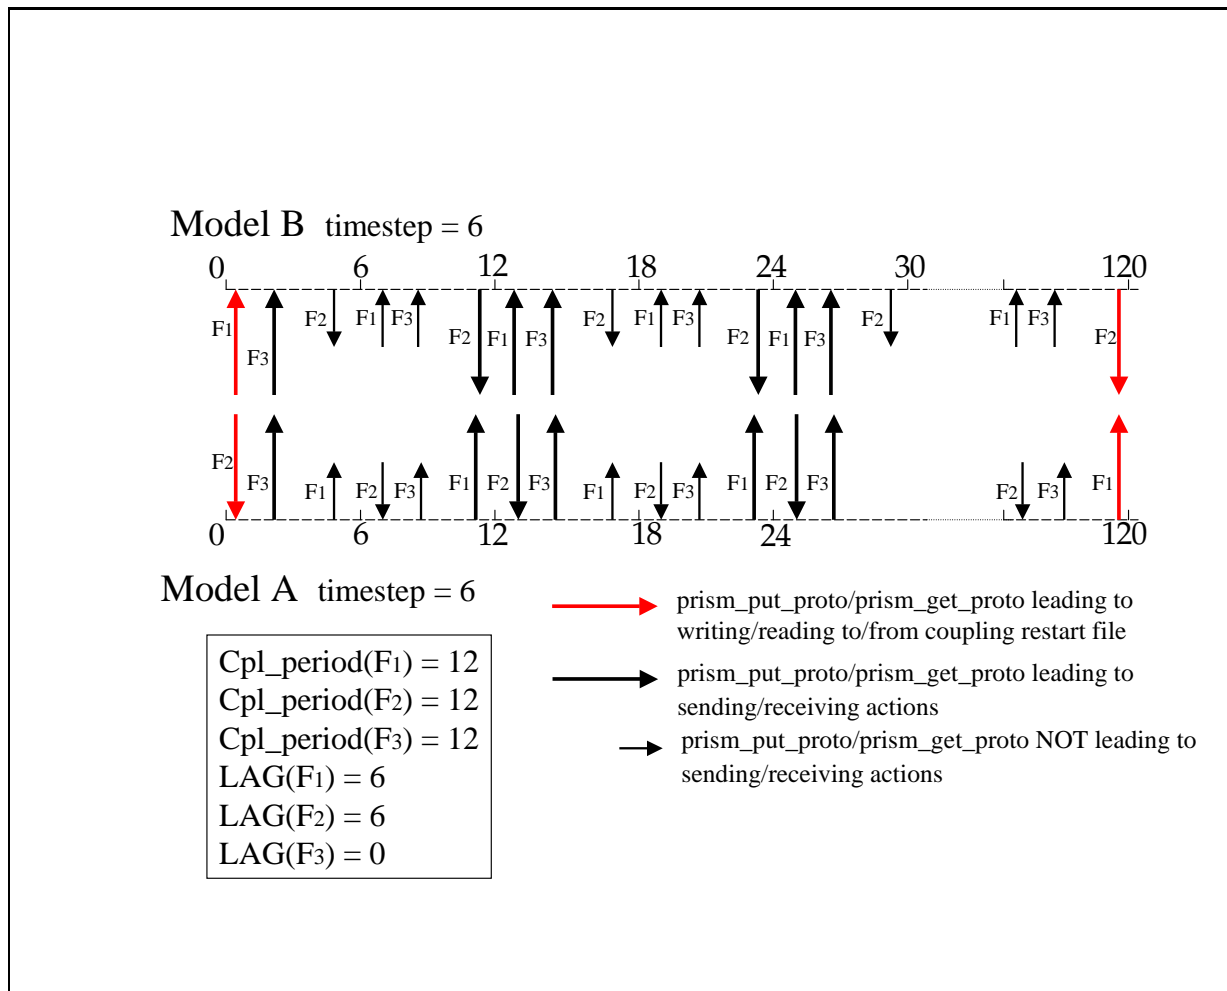 Model B timestep = 6
0 6 12 18 24 30 120
F1 F3 F2 F1 F3 F2 F1 F3 F2 F1 F3 F2 F1 F3 F2 F1 F3 F2
F2 F3 F1 F2 F3 F1 F2 F3 F1 F2 F3 F1 F2 F3 F2 F3 F1
0 6 12 18 24 120
Model A timestep = 6
prism_put_proto/prism_get_proto leading to
writing/reading to/from coupling restart file
prism_put_proto/prism_get_proto leading to
sending/receiving actions
prism_put_proto/prism_get_proto NOT leading to
sending/receiving actions
Cpl_period(F1) = 12
Cpl_period(F2) = 12
Cpl_period(F3) = 12
LAG(F1) = 6
LAG(F2) = 6
LAG(F3) = 0